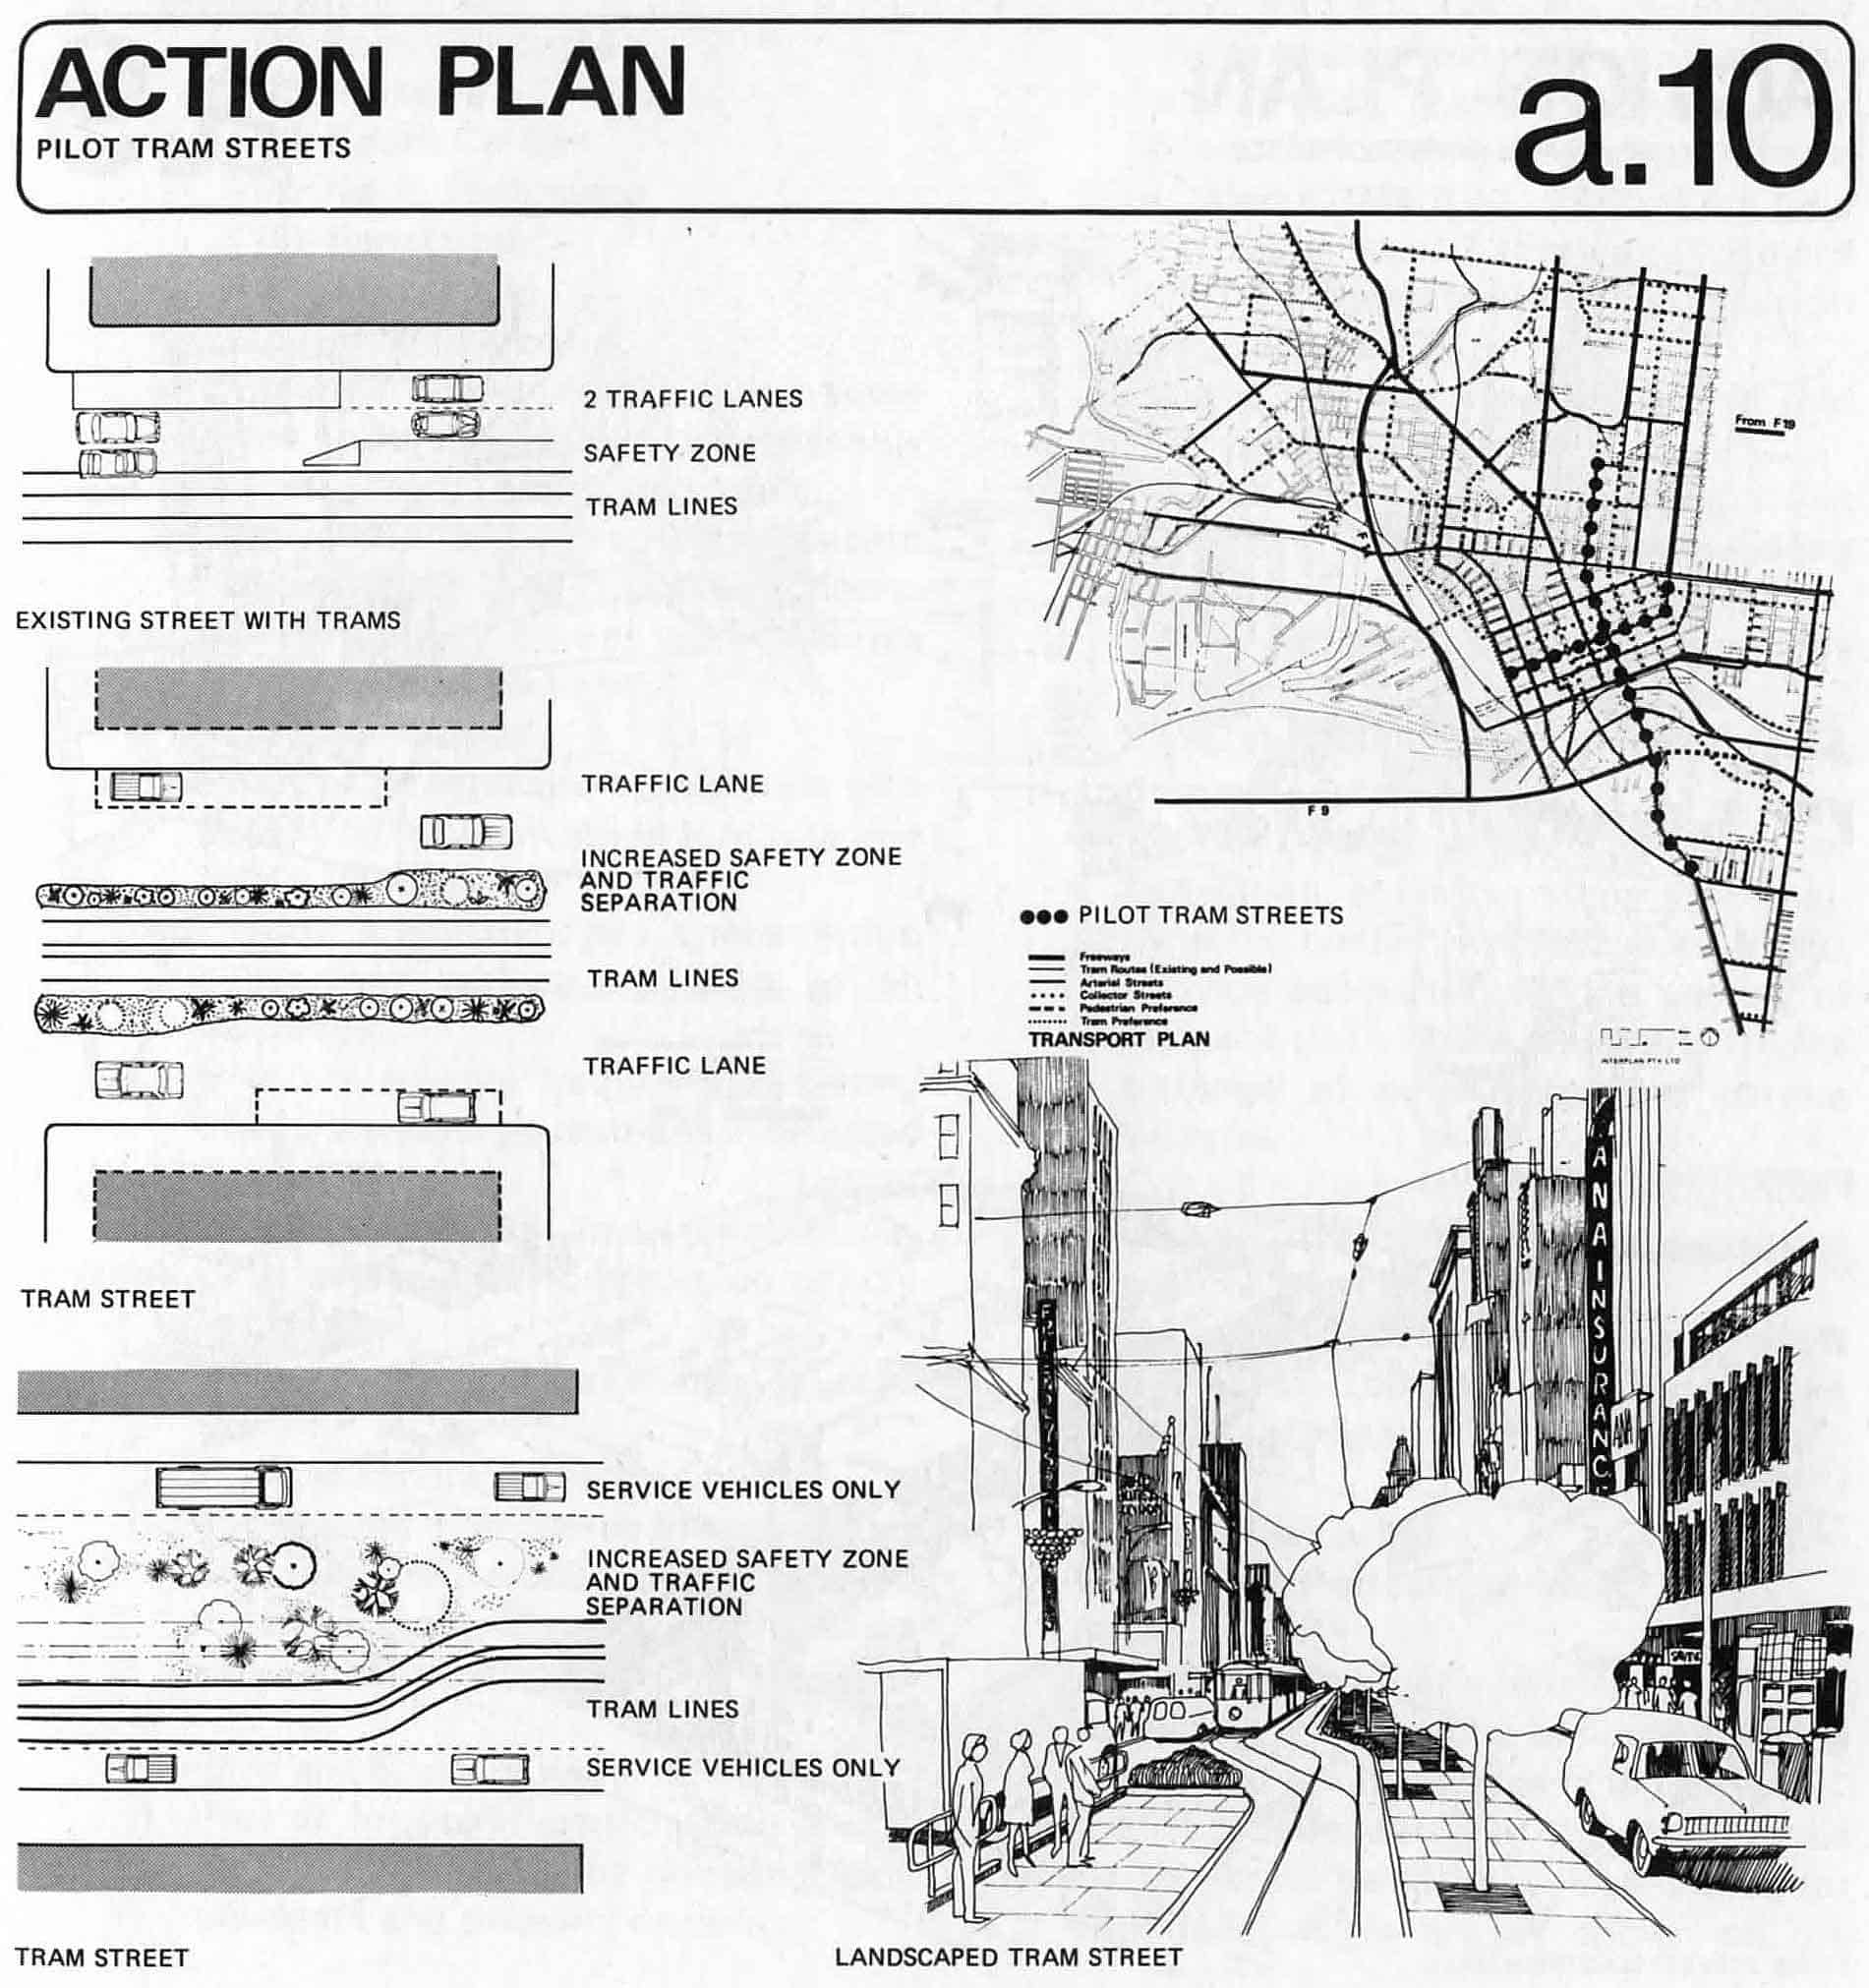 ACTION PLAN
PILOT TRAM STREETS
a.10
2 TRAFFIC LANES
SAFETY ZONE
TRAM LINES
EXISTING STREET WITH TRAMS
TRAFFIC LANE
INCREASED SAFETY ZONE
AND TRAFFIC
SEPARATION
TRAM LINES
TRAFFIC LANE
TRAM STREET
SERVICE VEHICLES ONLY
INCREASED SAFETY ZONE
AND TRAFFIC
SEPARATION
TRAM LINES
SERVICE VEHICLES ONLY
TRAM STREET
From F19
F9
PILOT TRAM STREETS
Freeways
Tram Routes (Existing and Possible)
Arterial Streets
Collector Streets
Pedestrian Preference
Tram Preference
TRANSPORT PLAN
INTERPLAN PTY LTD
ANA INSURANC
ANA
LANDSCAPED TRAM STREET